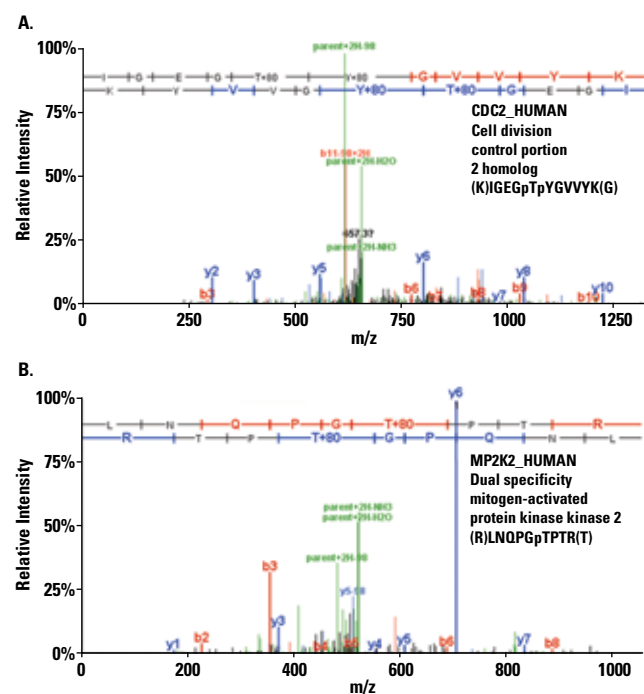 A.
parent+2H-98
100%
I G E G T+80 Y+80 G V V Y K
K Y V V G Y+80 T+80 G E G I
CDC2_HUMAN
Cell division
control portion
2 homolog
(K)IGEGpTpYGVVYK(G)
75%
b11-98+2H
parent+2H-H2O
50%
657.3?
parent+2H-NH3
25%
y2 y3 y5 y6 y8
b3 b6 b8 b9 y7 b10 y10
0%
0 250 500 750 1000 1250
Relative Intensity
m/z
B.
y6
100%
L N Q P G T+80 P T R
R T P T+80 G P Q N L
MP2K2_HUMAN
Dual specificity
mitogen-activated
protein kinase kinase 2
(R)LNQPGpTPTR(T)
75%
parent+2H-NH3
parent+2H-H2O
50%
parent+2H-98
b3
y5-98
25%
y1 b2 y3 b4 y4 y5 b6 y7 b8
0%
0 200 400 600 800 1000
Relative Intensity
m/z